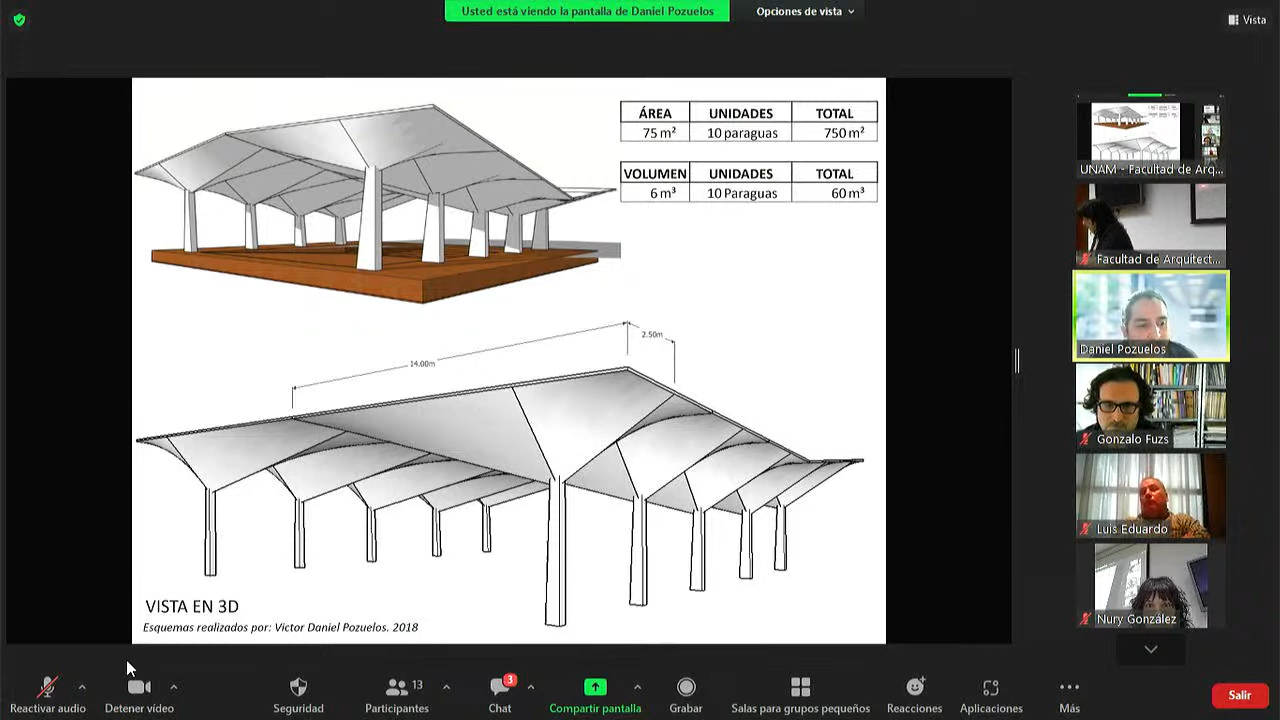 Usted está viendo la pantalla de Daniel Pozuelos
Opciones de vista
Vista
ÁREA UNIDADES TOTAL
75 m² 10 paraguas 750 m²
VOLUMEN UNIDADES TOTAL
6 m³ 10 Paraguas 60 m³
14.00m
2.50m
VISTA EN 3D
Esquemas realizados por: Victor Daniel Pozuelos. 2018
UNAM - Facultad de Arq...
Facultad de Arquitect...
Daniel Pozuelos
Gonzalo Fuzs
Luis Eduardo
Nury González
Reactivar audio
Detener vídeo
Seguridad
13
Participantes
3
Chat
Compartir pantalla
Grabar
Salas para grupos pequeños
Reacciones
Aplicaciones
Más
Salir